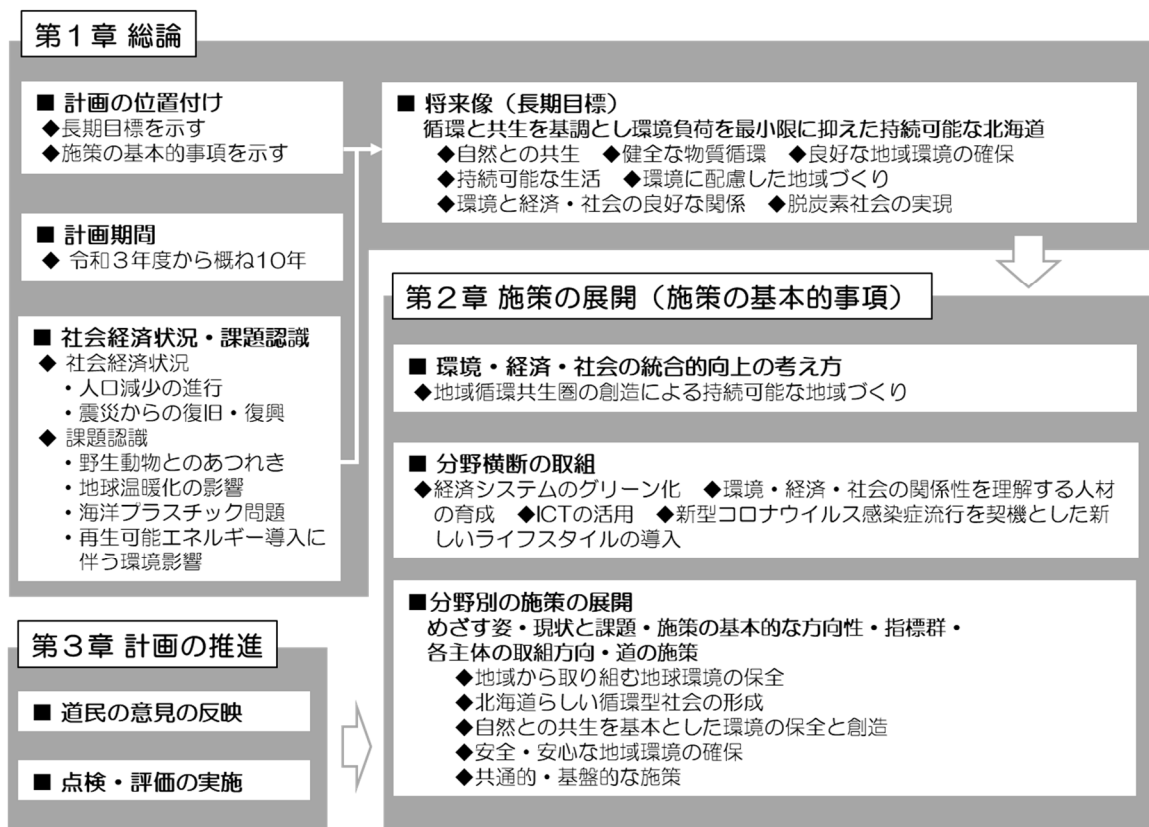 第1章 総論
■ 計画の位置付け
◆長期目標を示す
◆施策の基本的事項を示す
■ 計画期間
◆ 令和3年度から概ね10年
■ 社会経済状況・課題認識
◆ 社会経済状況
・人口減少の進行
・震災からの復旧・復興
◆ 課題認識
・野生動物とのあつれき
・地球温暖化の影響
・海洋プラスチック問題
・再生可能エネルギー導入に
伴う環境影響
■ 将来像（長期目標）
循環と共生を基調とし環境負荷を最小限に抑えた持続可能な北海道
◆自然との共生 ◆健全な物質循環 ◆良好な地域環境の確保
◆持続可能な生活 ◆環境に配慮した地域づくり
◆環境と経済・社会の良好な関係 ◆脱炭素社会の実現
第2章 施策の展開（施策の基本的事項）
■ 環境・経済・社会の統合的向上の考え方
◆地域循環共生圏の創造による持続可能な地域づくり
■ 分野横断の取組
◆経済システムのグリーン化 ◆環境・経済・社会の関係性を理解する人材
の育成 ◆ICTの活用 ◆新型コロナウイルス感染症流行を契機とした新
しいライフスタイルの導入
■分野別の施策の展開
めざす姿・現状と課題・施策の基本的な方向性・指標群・
各主体の取組方向・道の施策
◆地域から取り組む地球環境の保全
◆北海道らしい循環型社会の形成
◆自然との共生を基本とした環境の保全と創造
◆安全・安心な地域環境の確保
◆共通的・基盤的な施策
第3章 計画の推進
■ 道民の意見の反映
■ 点検・評価の実施